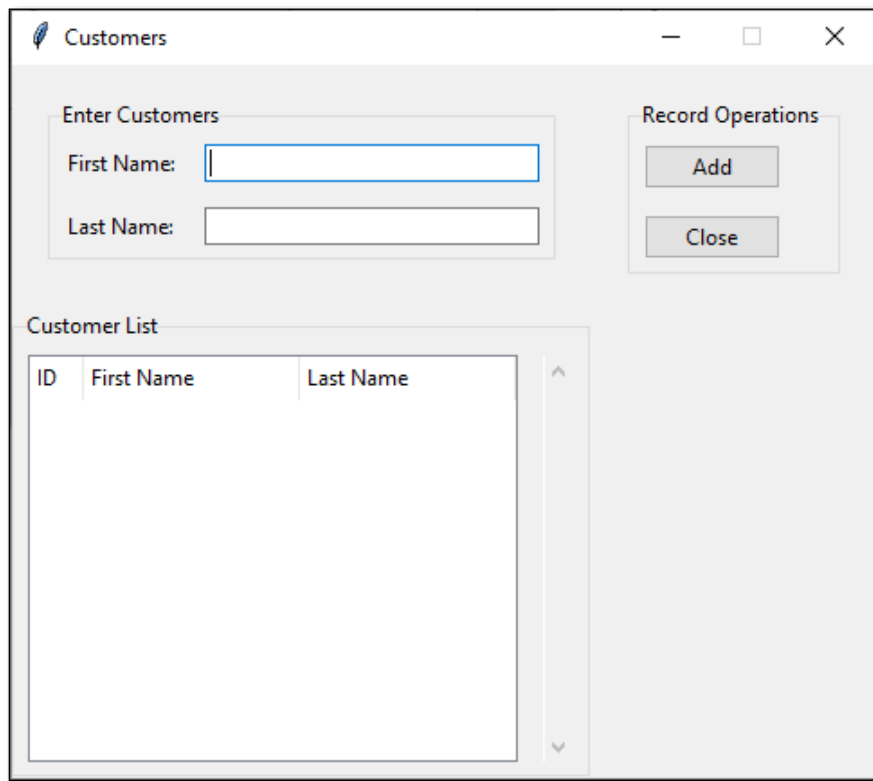 Customers
Enter Customers
First Name:
Last Name:
Record Operations
Add
Close
Customer List
ID First Name Last Name